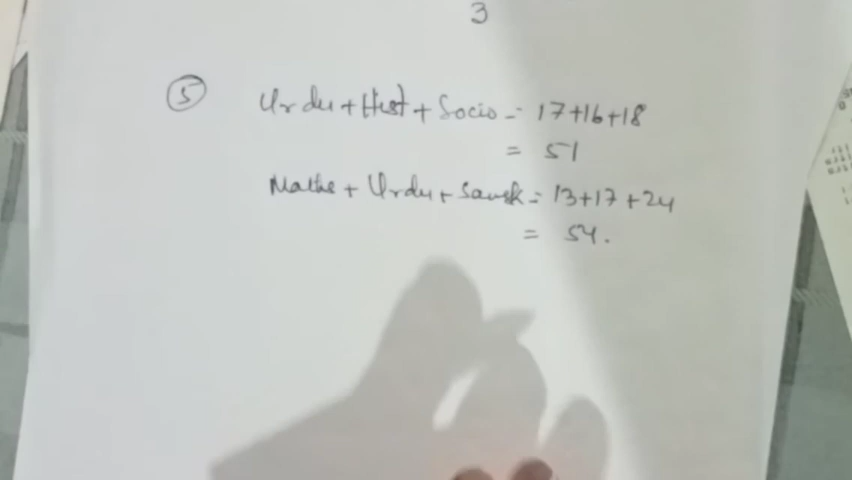 3
5 Urdu + Hist + Socio = 17+16+18
= 51
Maths + Urdu + Sansk = 13+17+24
= 54.